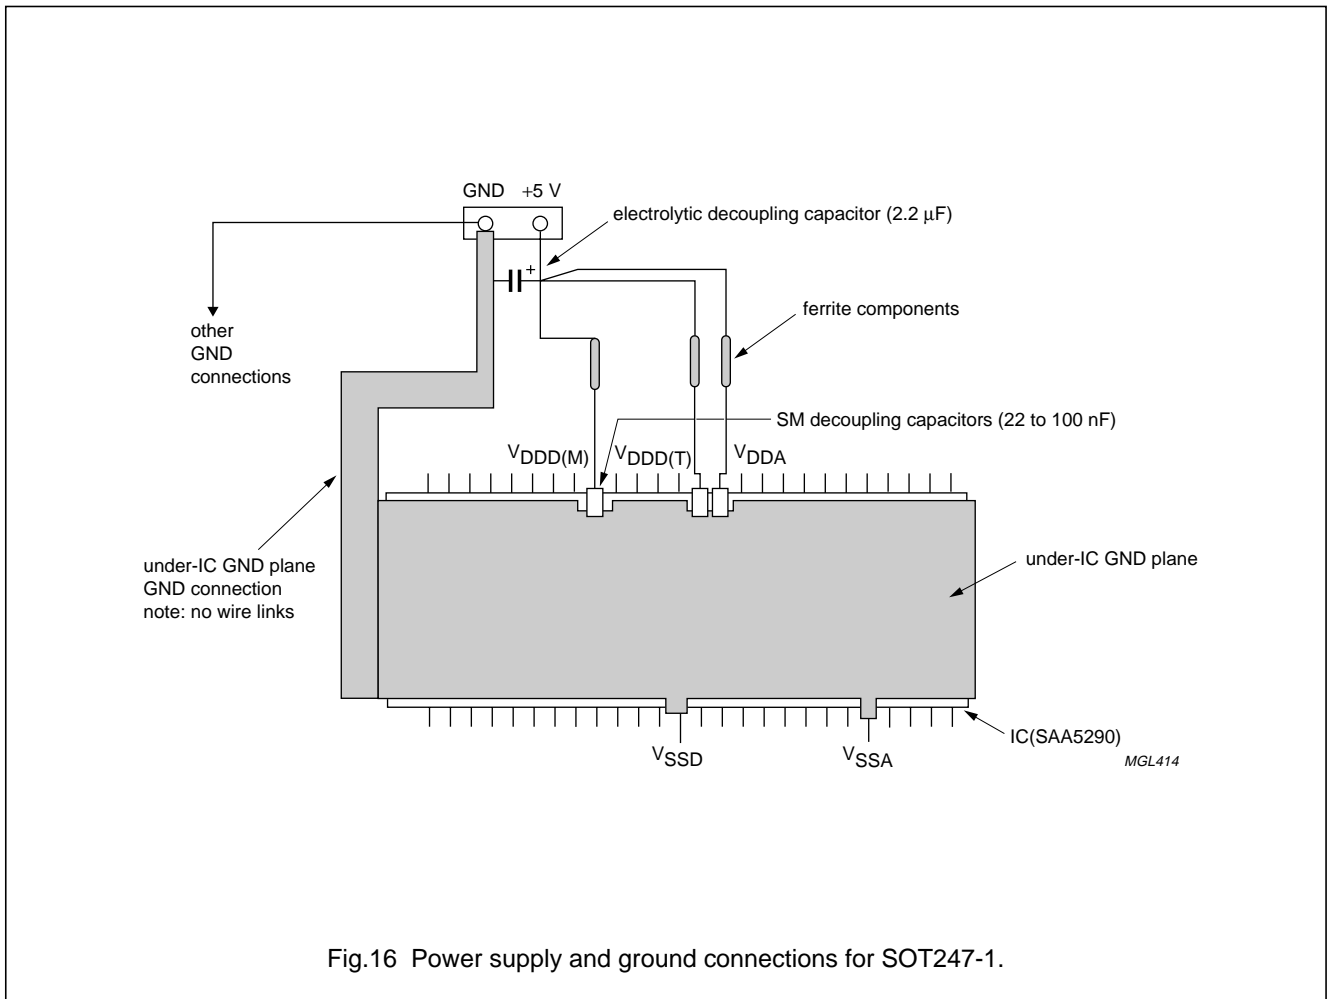 GND +5 V
electrolytic decoupling capacitor (2.2 μF)
+
ferrite components
other
GND
connections
SM decoupling capacitors (22 to 100 nF)
VDDD(M) VDDD(T) VDDA
under-IC GND plane
GND connection
note: no wire links
under-IC GND plane
IC(SAA5290)
VSSD VSSA
MGL414
Fig.16 Power supply and ground connections for SOT247-1.